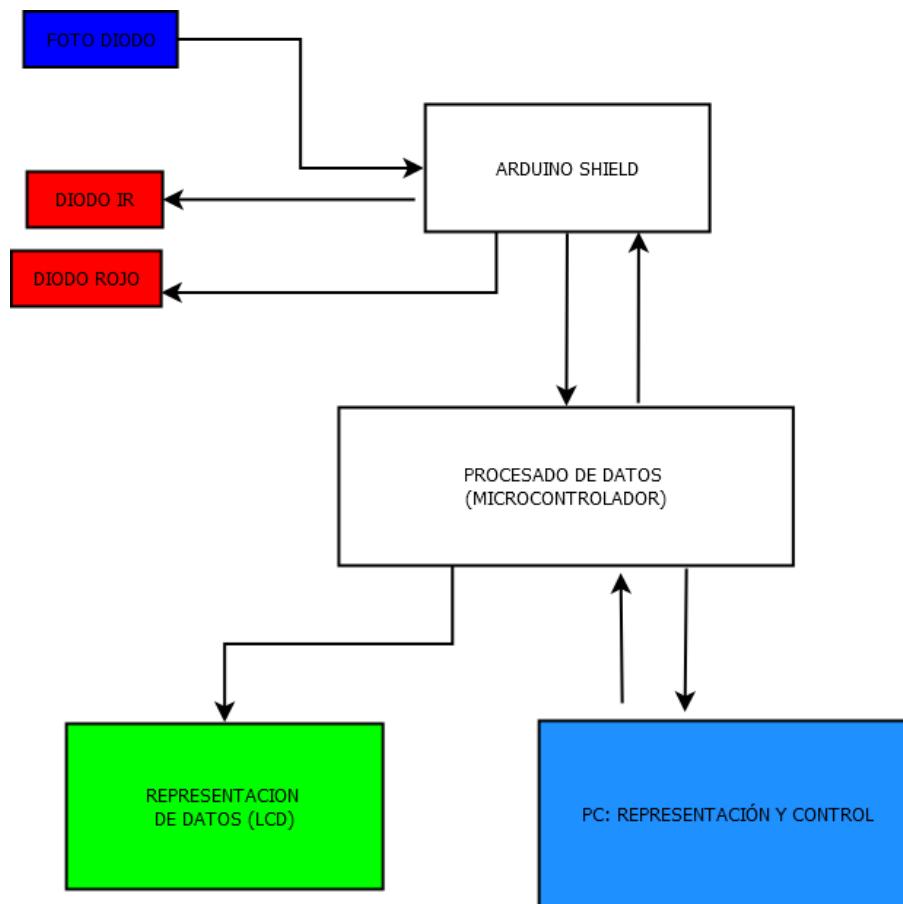 FOTO DIODO
ARDUINO SHIELD
DIODO IR
DIODO ROJO
PROCESADO DE DATOS
(MICROCONTROLADOR)
REPRESENTACION
DE DATOS (LCD)
PC: REPRESENTACIÓN Y CONTROL